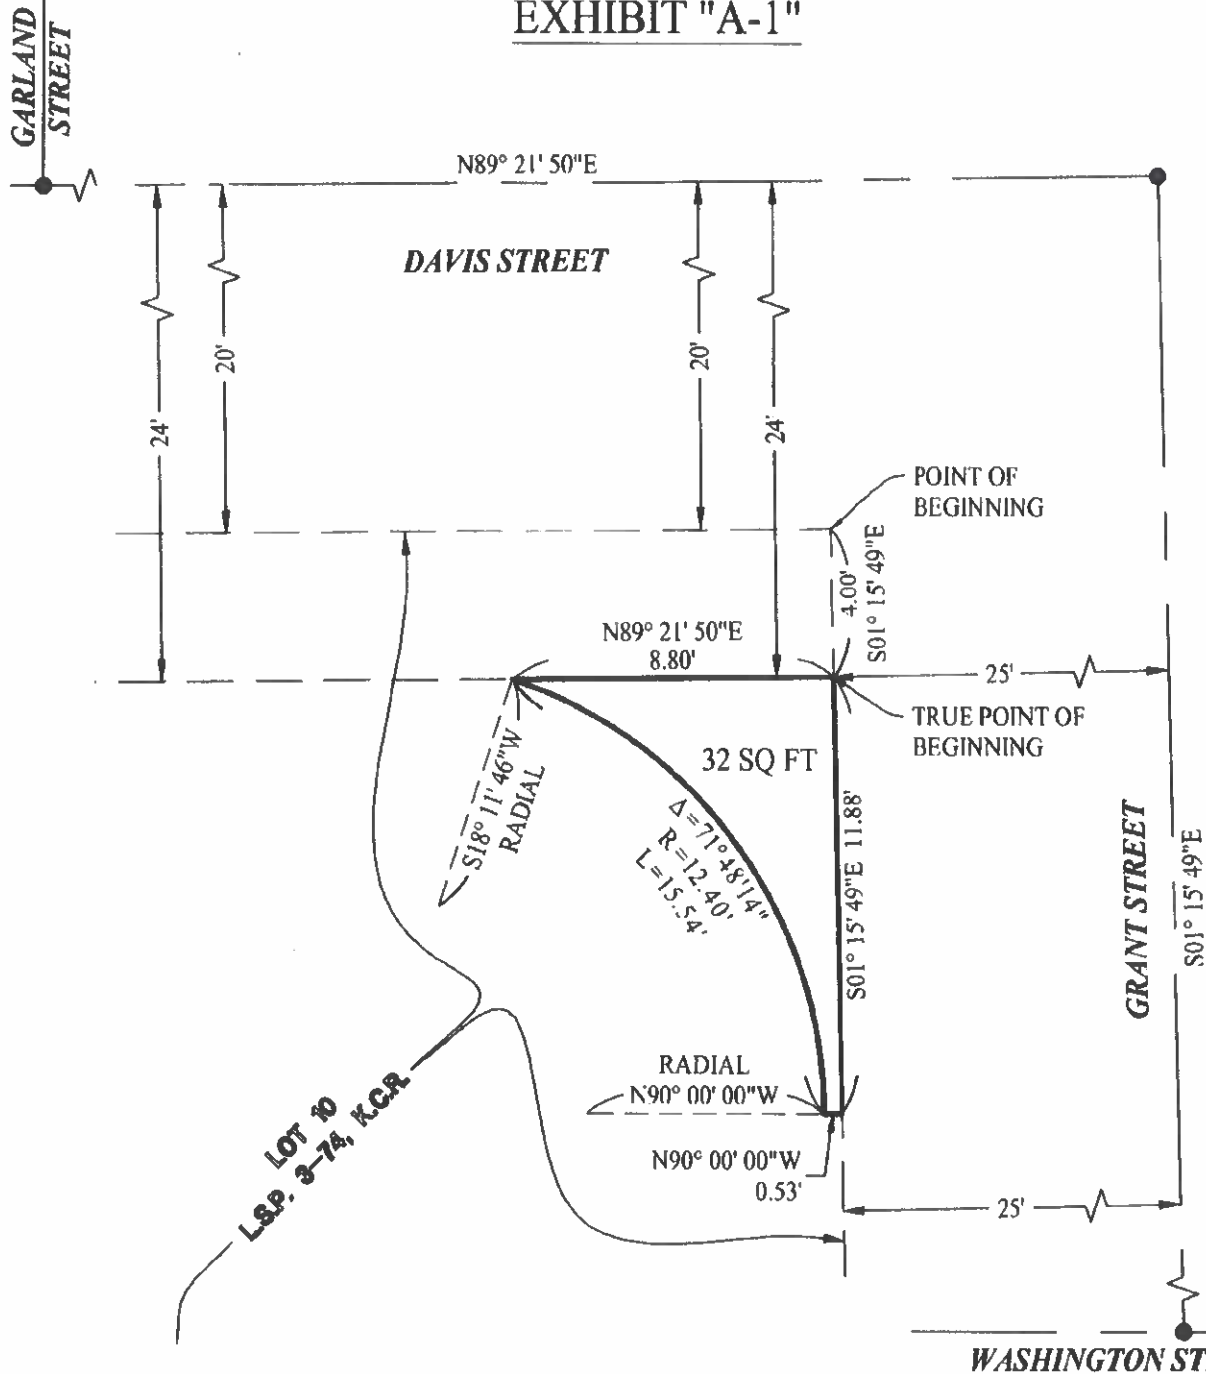 EXHIBIT "A-1"
GARLAND
STREET
N89° 21' 50"E
DAVIS STREET
20'
20'
24'
24'
POINT OF
BEGINNING
4.00'
S01° 15' 49"E
N89° 21' 50"E
8.80'
25'
TRUE POINT OF
BEGINNING
32 SQ FT
S18° 11' 46"W
RADIAL
Δ=71°48'14"
R=12.40'
L=15.54'
S01° 15' 49"E 11.88'
GRANT STREET
S01° 15' 49"E
RADIAL
N90° 00' 00"W
N90° 00' 00"W
0.53'
LOT 10
L.S.P. 3-74, K.C.R.
25'
WASHINGTON ST